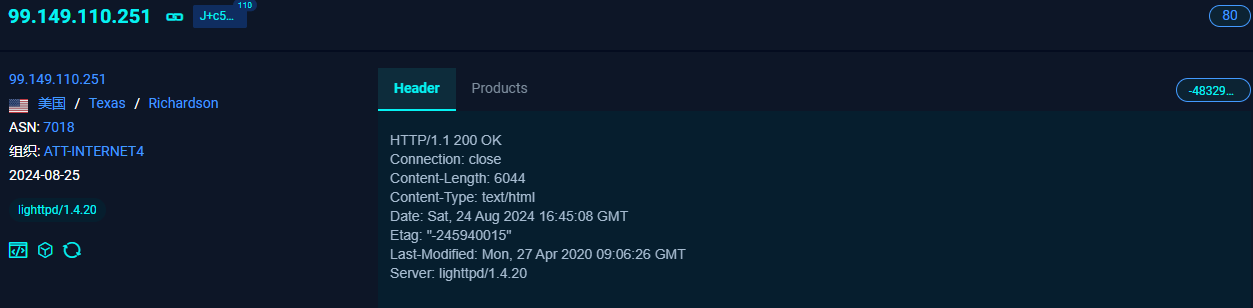 99.149.110.251 J+c5... 110 80
99.149.110.251
美国 / Texas / Richardson
ASN: 7018
组织: ATT-INTERNET4
2024-08-25
lighttpd/1.4.20
Header Products -48329...
HTTP/1.1 200 OK
Connection: close
Content-Length: 6044
Content-Type: text/html
Date: Sat, 24 Aug 2024 16:45:08 GMT
Etag: "-245940015"
Last-Modified: Mon, 27 Apr 2020 09:06:26 GMT
Server: lighttpd/1.4.20